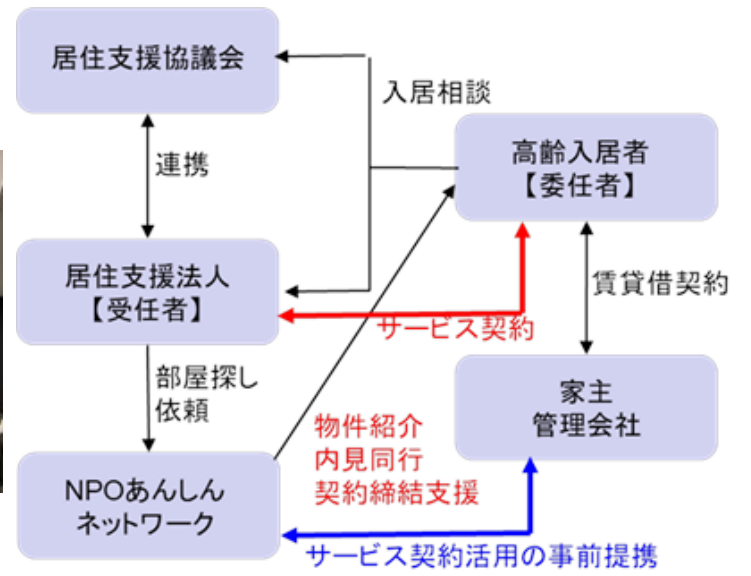 居住支援協議会
入居相談
高齢入居者
【委任者】
連携
居住支援法人
【受任者】
賃貸借契約
サービス契約
部屋探し
依頼
家主
管理会社
物件紹介
内見同行
契約締結支援
NPOあんしん
ネットワーク
サービス契約活用の事前提携